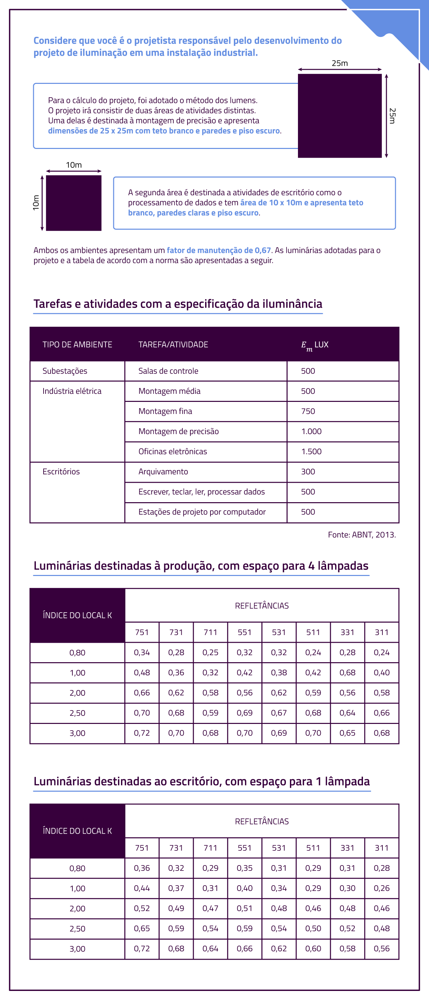 Considere que você é o projetista responsável pelo desenvolvimento do
projeto de iluminação em uma instalação industrial.
25m
25m
Para o cálculo do projeto, foi adotado o método dos lumens.
O projeto irá consistir de duas áreas de atividades distintas.
Uma delas é destinada à montagem de precisão e apresenta
dimensões de 25 x 25m com teto branco e paredes e piso escuro.
10m
10m
A segunda área é destinada a atividades de escritório como o
processamento de dados e tem área de 10 x 10m e apresenta teto
branco, paredes claras e piso escuro.
Ambos os ambientes apresentam um fator de manutenção de 0,67. As luminárias adotadas para o
projeto e a tabela de acordo com a norma são apresentadas a seguir.
Tarefas e atividades com a especificação da iluminância
TIPO DE AMBIENTE TAREFA/ATIVIDADE Em LUX
Subestações Salas de controle 500
Indústria elétrica Montagem média 500
Montagem fina 750
Montagem de precisão 1.000
Oficinas eletrônicas 1.500
Escritórios Arquivamento 300
Escrever, teclar, ler, processar dados 500
Estações de projeto por computador 500
Fonte: ABNT, 2013.
Luminárias destinadas à produção, com espaço para 4 lâmpadas
ÍNDICE DO LOCAL K REFLETÂNCIAS
751 731 711 551 531 511 331 311
0,80 0,34 0,28 0,25 0,32 0,32 0,24 0,28 0,24
1,00 0,48 0,36 0,32 0,42 0,38 0,42 0,68 0,40
2,00 0,66 0,62 0,58 0,56 0,62 0,59 0,56 0,58
2,50 0,70 0,68 0,59 0,69 0,67 0,68 0,64 0,66
3,00 0,72 0,70 0,68 0,70 0,69 0,70 0,65 0,68
Luminárias destinadas ao escritório, com espaço para 1 lâmpada
ÍNDICE DO LOCAL K REFLETÂNCIAS
751 731 711 551 531 511 331 311
0,80 0,36 0,32 0,29 0,35 0,31 0,29 0,31 0,28
1,00 0,44 0,37 0,31 0,40 0,34 0,29 0,30 0,26
2,00 0,52 0,49 0,47 0,51 0,48 0,46 0,48 0,46
2,50 0,65 0,59 0,54 0,59 0,54 0,50 0,52 0,48
3,00 0,72 0,68 0,64 0,66 0,62 0,60 0,58 0,56